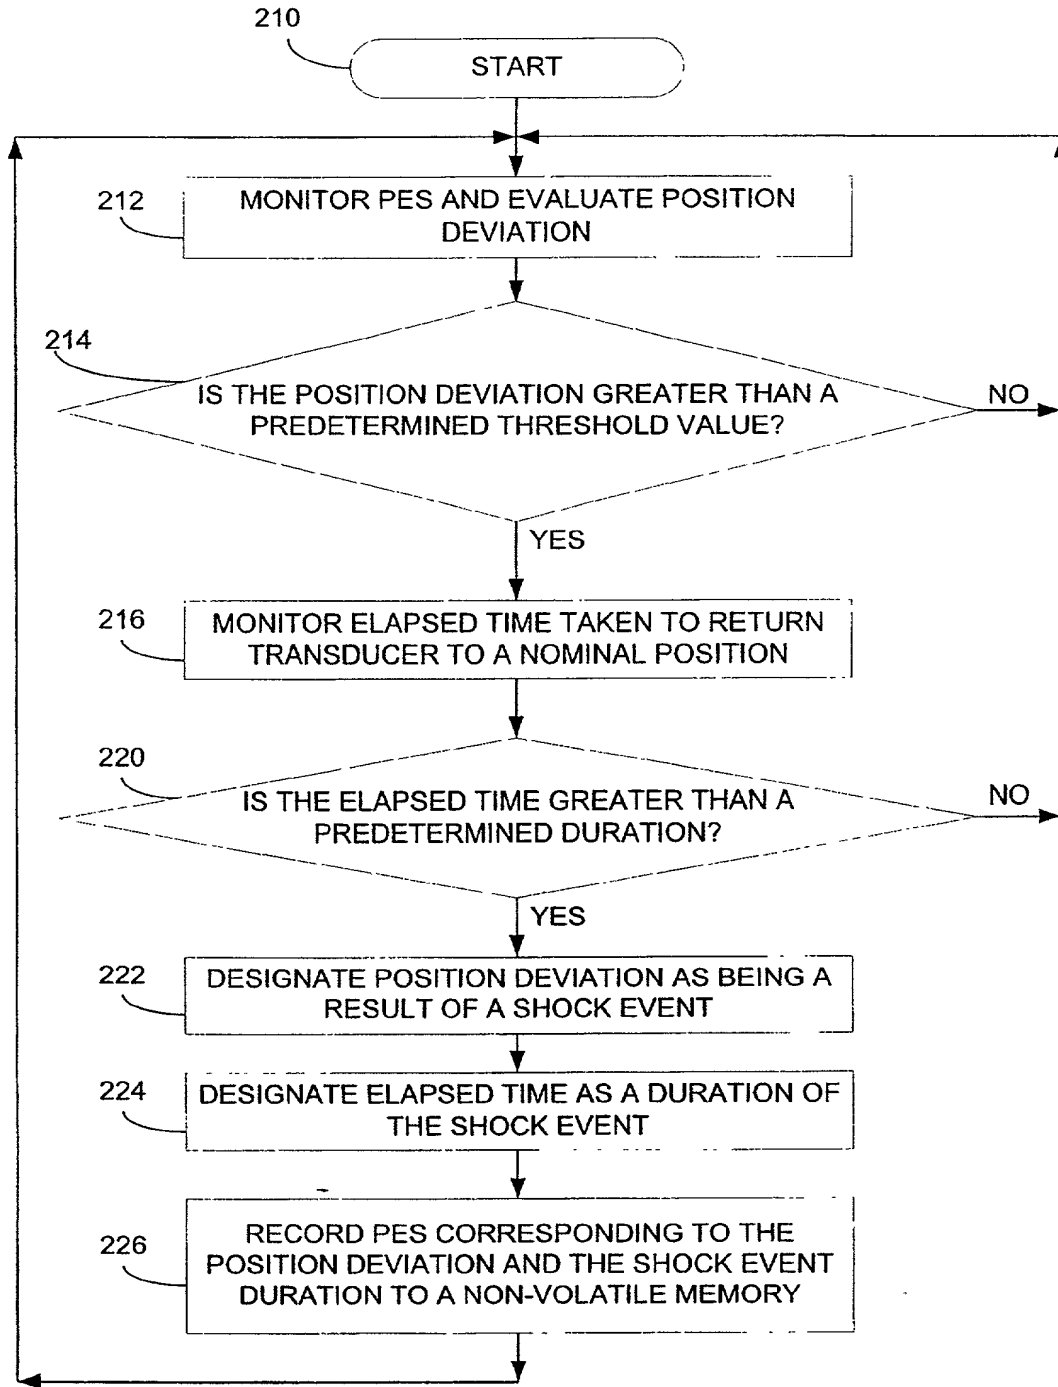 210
START
212
MONITOR PES AND EVALUATE POSITION
DEVIATION
214
IS THE POSITION DEVIATION GREATER THAN A
PREDETERMINED THRESHOLD VALUE?
NO
YES
216
MONITOR ELAPSED TIME TAKEN TO RETURN
TRANSDUCER TO A NOMINAL POSITION
220
IS THE ELAPSED TIME GREATER THAN A
PREDETERMINED DURATION?
NO
YES
222
DESIGNATE POSITION DEVIATION AS BEING A
RESULT OF A SHOCK EVENT
224
DESIGNATE ELAPSED TIME AS A DURATION OF
THE SHOCK EVENT
226
RECORD PES CORRESPONDING TO THE
POSITION DEVIATION AND THE SHOCK EVENT
DURATION TO A NON-VOLATILE MEMORY